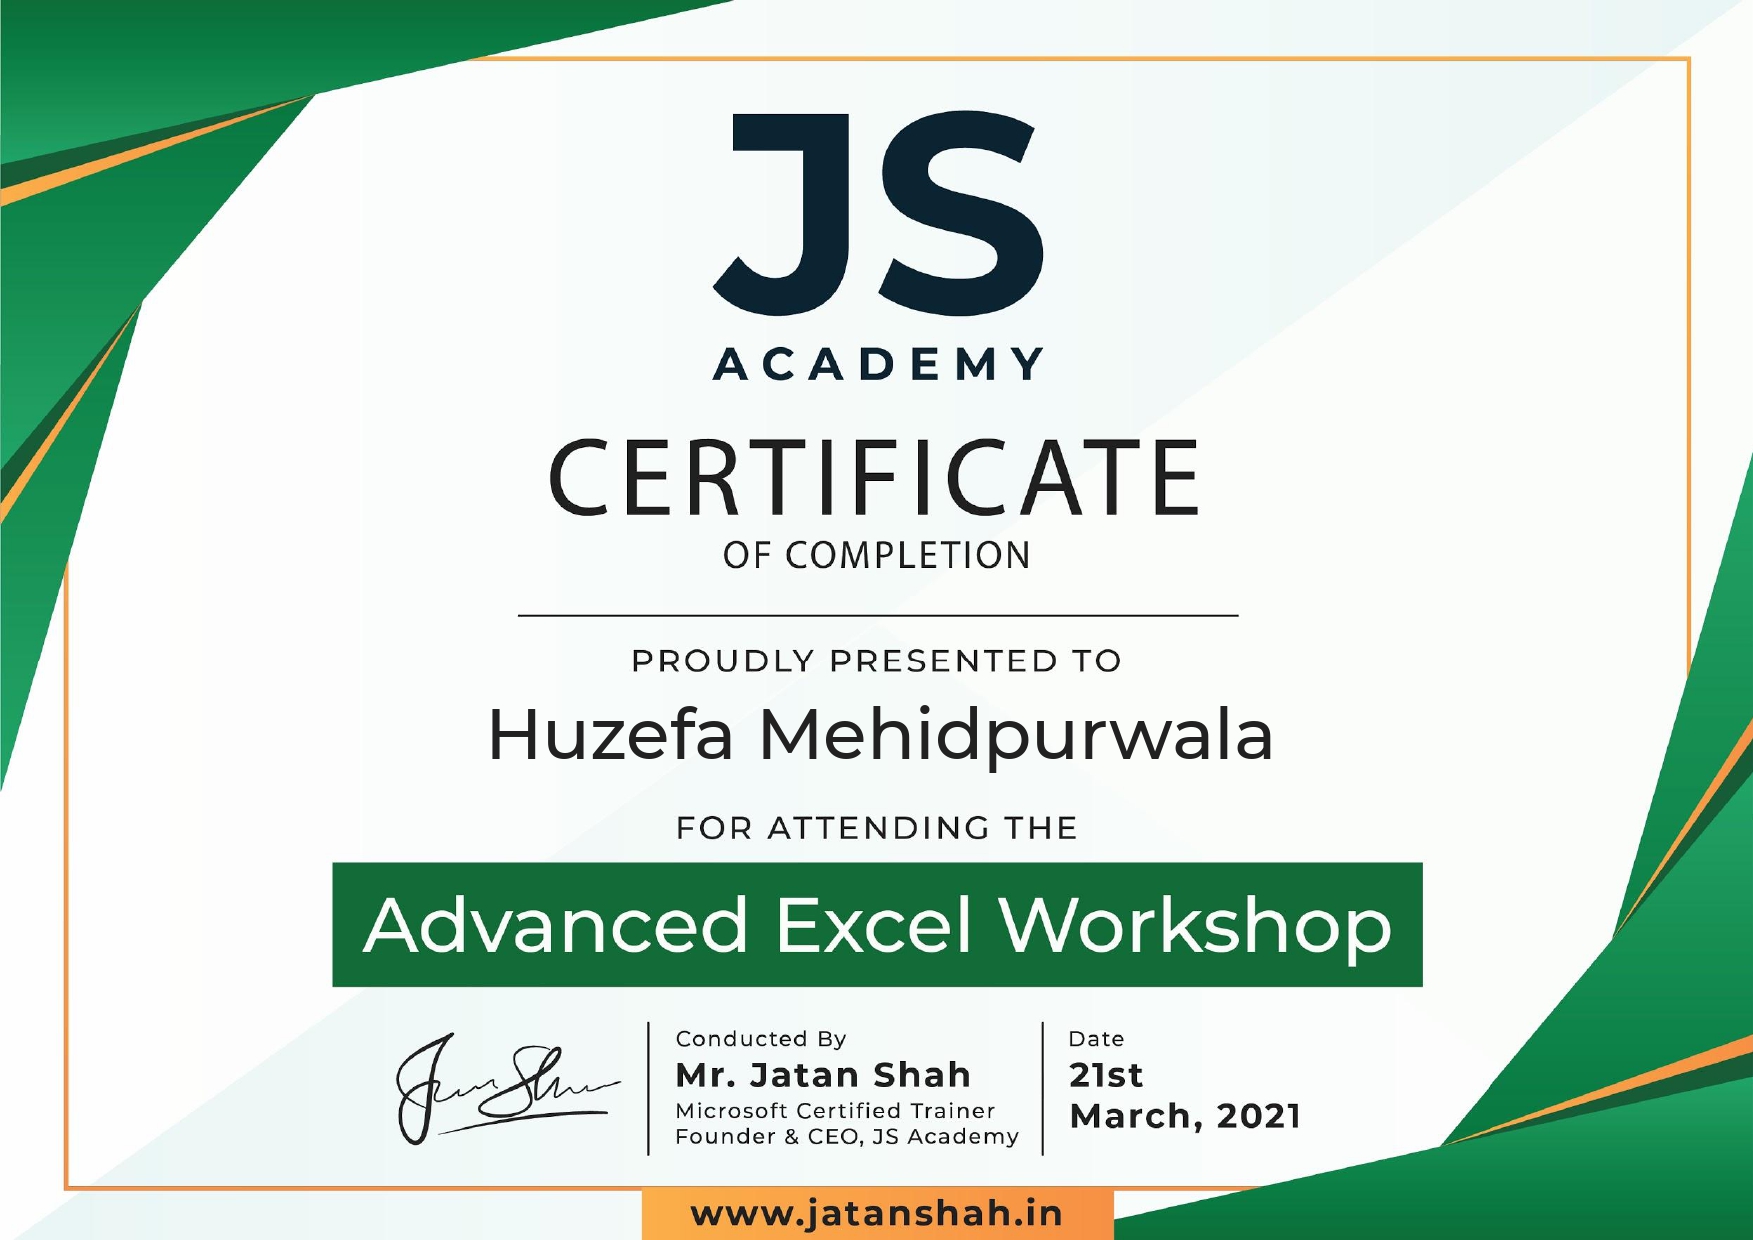 JS
ACADEMY
CERTIFICATE
OF COMPLETION
PROUDLY PRESENTED TO
Huzefa Mehidpurwala
FOR ATTENDING THE
Advanced Excel Workshop
Conducted By
Mr. Jatan Shah
Microsoft Certified Trainer
Founder & CEO, JS Academy
Date
21st
March, 2021
www.jatanshah.in